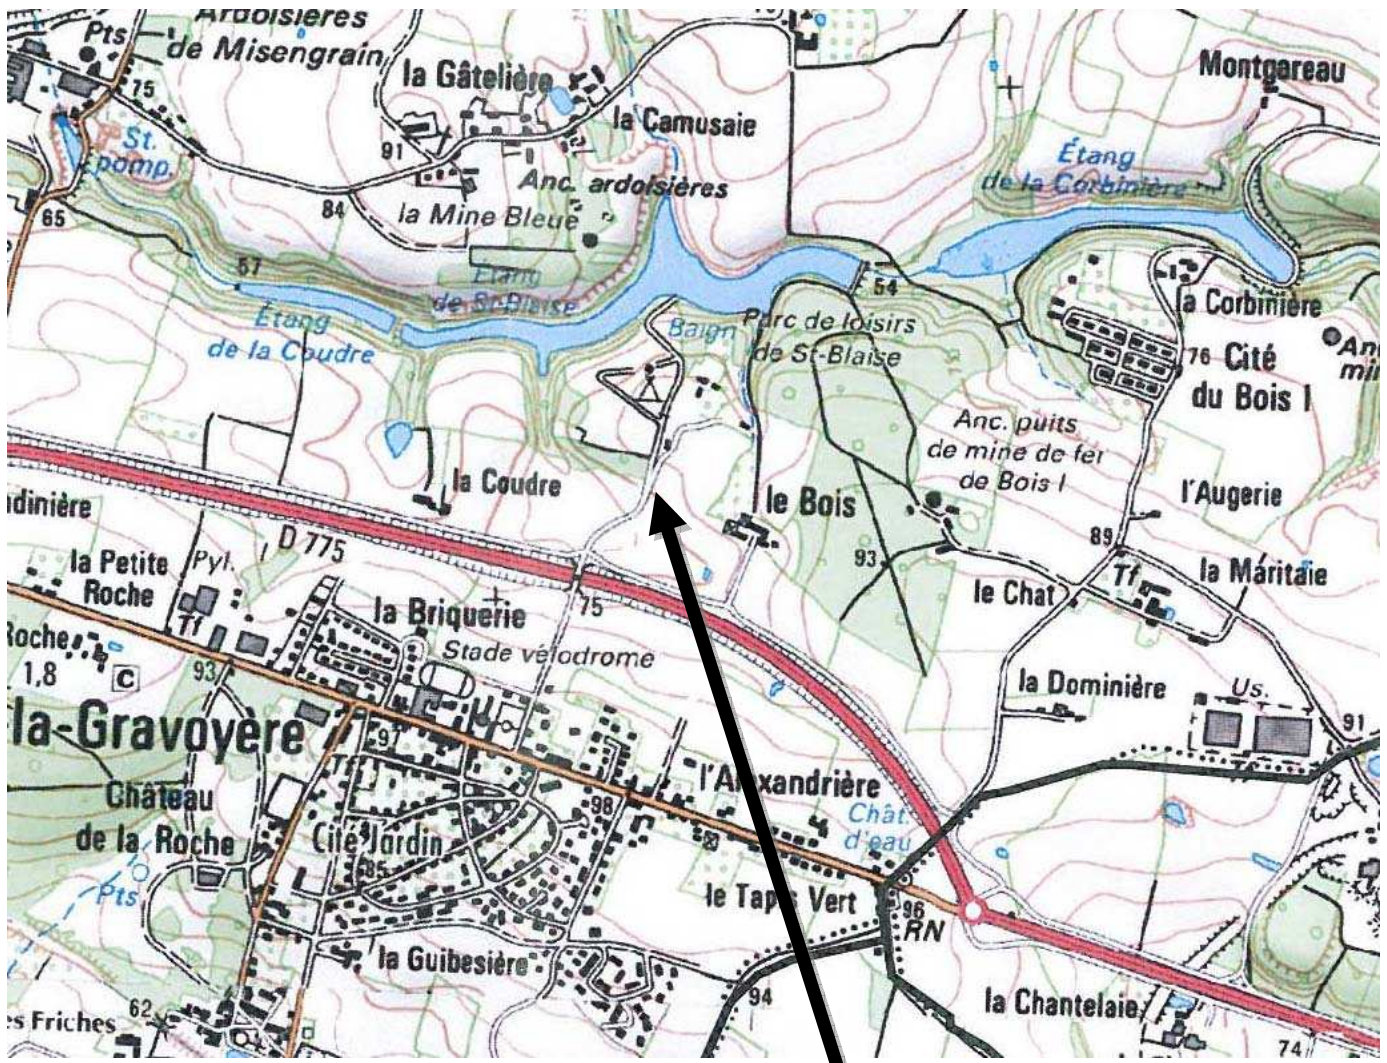 Ardoisières
de Misengrain
Pts
75
la Gâtelière
la Camusaie
Montgareau
St.
pomp.
91
Anc. ardoisières
Étang
de la Corbinière
84
la Mine Bleue
65
57
Étang
de St-Blaise
54
la Corbinière
Étang
de la Coudre
Baign
Parc de loisirs
de St-Blaise
76
Cité
du Bois I
Anc. puits
de mine de fer
de Bois I
la Coudre
le Bois
l'Augerie
D 775
93
89
la Petite
Roche
Pyl.
la Briquerie
75
le Chat
Tf
la Máritaie
Tf
Roche
1,8
C
93
Stade vélodrome
la Dominière
Us.
91
la-Gravoyère
97
Tf
Château
de la Roche
Cité Jardin
98
85
Chât.
d'eau
Pts
le Tapis Vert
96
RN
la Guibesière
94
la Chantelaie
62
s Friches
74